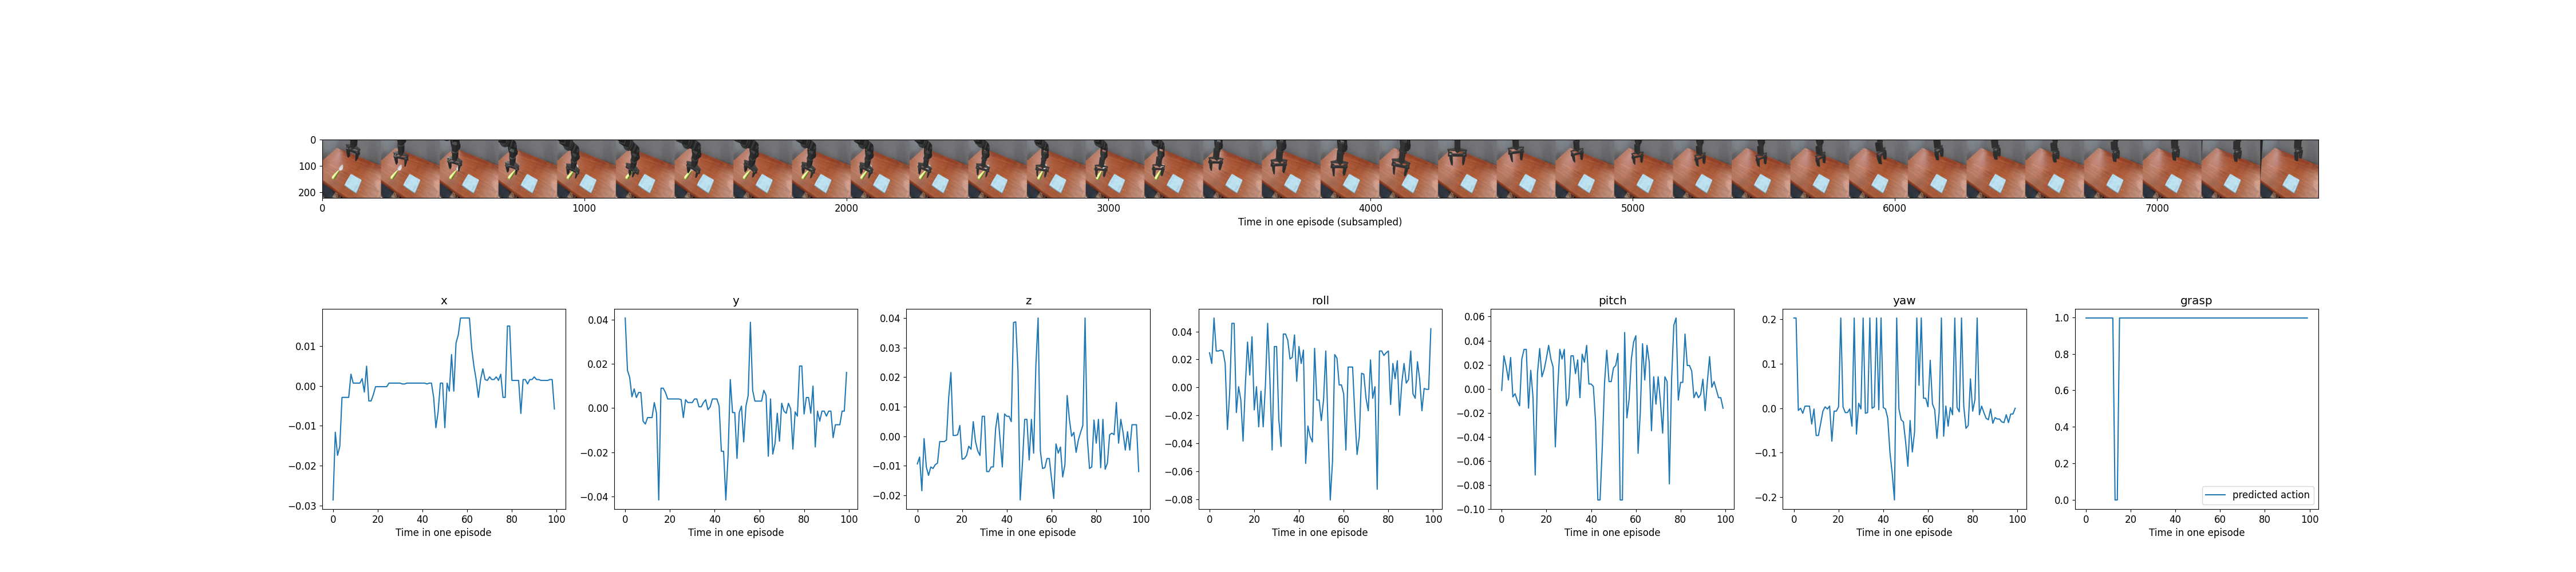 0
100
200
0 1000 2000 3000 4000 5000 6000 7000
Time in one episode (subsampled)
x
0.01
0.00
−0.01
−0.02
−0.03
0 20 40 60 80 100
Time in one episode
y
0.04
0.02
0.00
−0.02
−0.04
0 20 40 60 80 100
Time in one episode
z
0.04
0.03
0.02
0.01
0.00
−0.01
−0.02
0 20 40 60 80 100
Time in one episode
roll
0.04
0.02
0.00
−0.02
−0.04
−0.06
−0.08
0 20 40 60 80 100
Time in one episode
pitch
0.06
0.04
0.02
0.00
−0.02
−0.04
−0.06
−0.08
−0.10
0 20 40 60 80 100
Time in one episode
yaw
0.2
0.1
0.0
−0.1
−0.2
0 20 40 60 80 100
Time in one episode
grasp
1.0
0.8
0.6
0.4
0.2
0.0
predicted action
0 20 40 60 80 100
Time in one episode